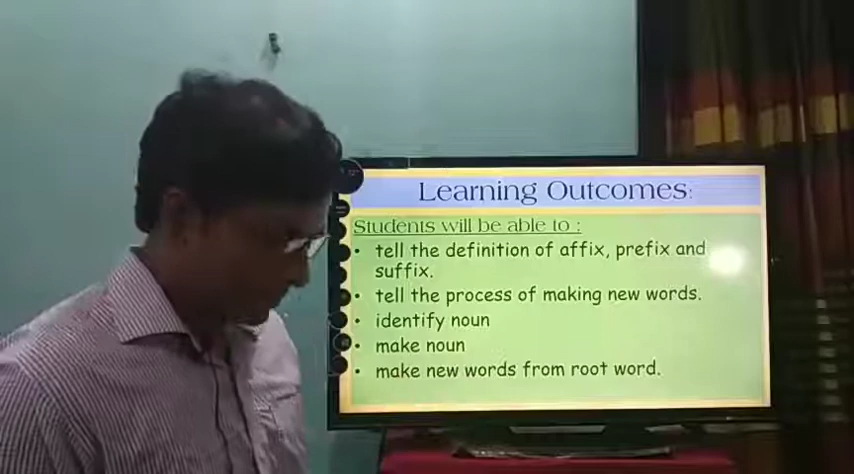 Learning Outcomes:
Students will be able to :
• tell the definition of affix, prefix and
suffix.
• tell the process of making new words.
• identify noun
• make noun
• make new words from root word.